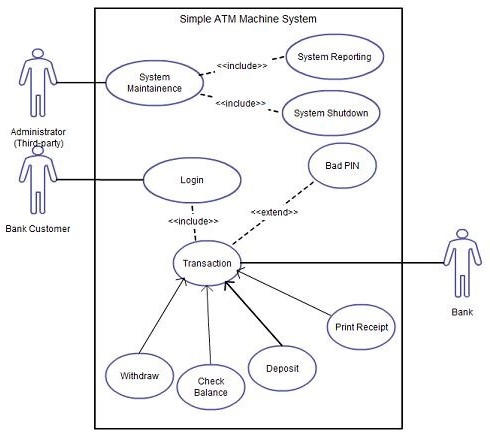 Simple ATM Machine System
System Reporting
<<include>>
System
Maintainence
<<include>>
System Shutdown
Administrator
(Third-party)
Bad PIN
Login
Bank Customer
<<include>>
<<extend>>
Transaction
Bank
Print Receipt
Withdraw
Check
Balance
Deposit